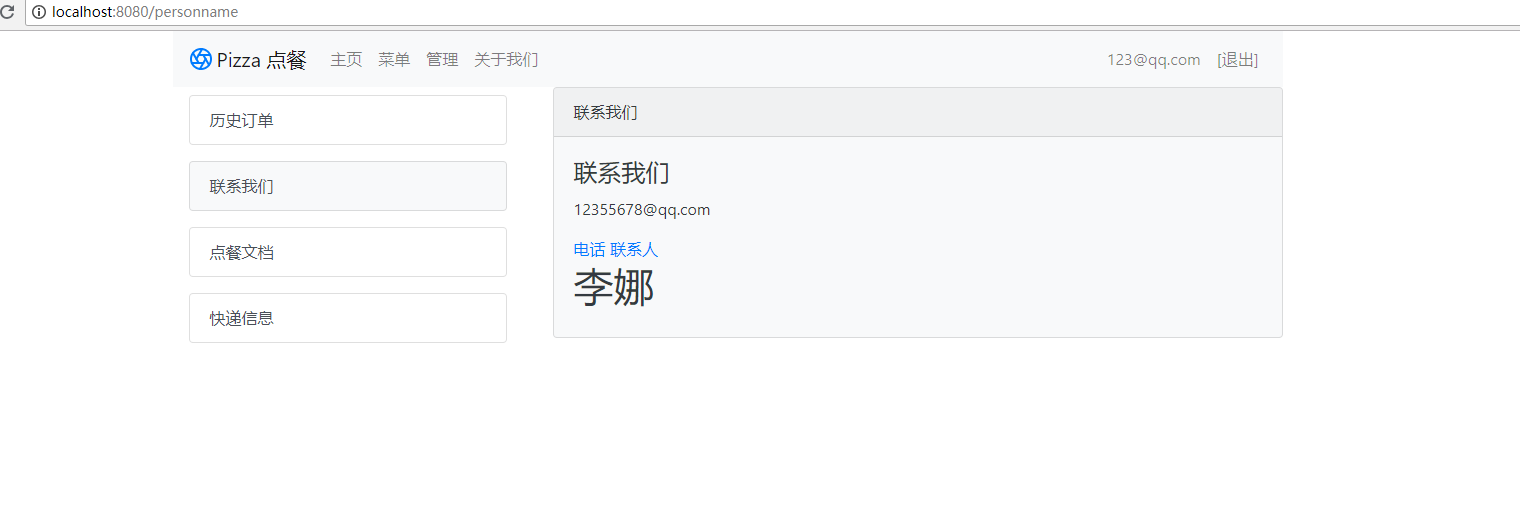 localhost:8080/personname
Pizza 点餐 主页 菜单 管理 关于我们 123@qq.com [退出]
历史订单
联系我们
点餐文档
快递信息
联系我们
联系我们
12355678@qq.com
电话 联系人
李娜